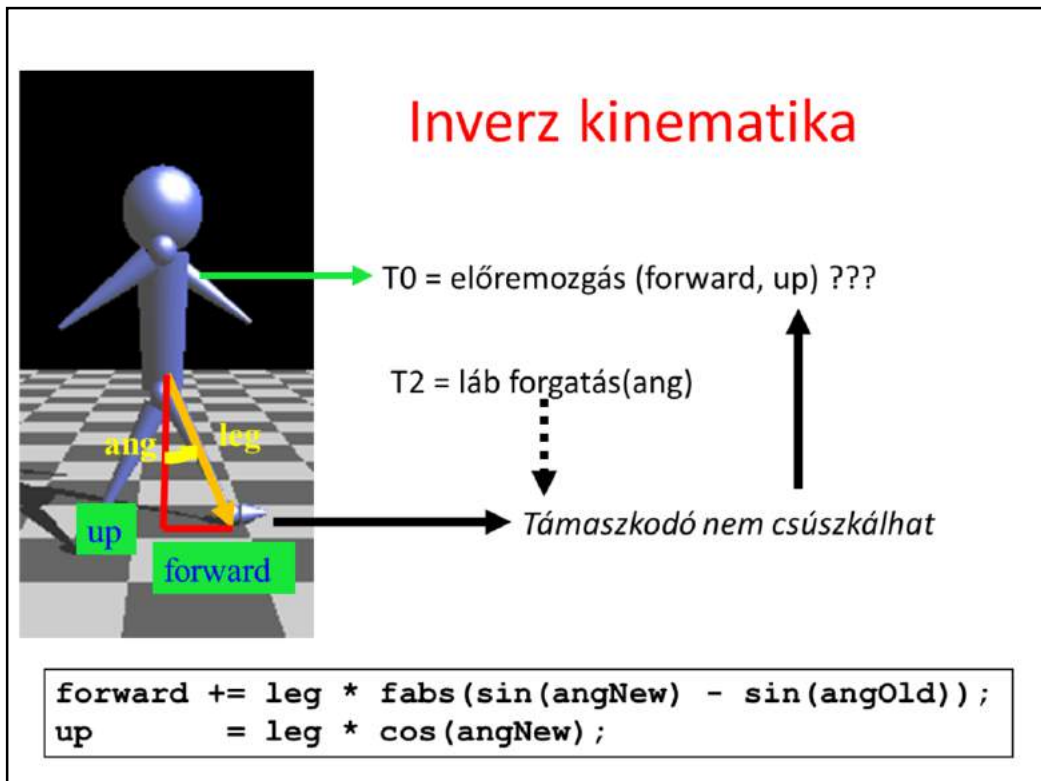 Inverz kinematika
T0 = előremozgás (forward, up) ???
T2 = láb forgatás(ang)
ang
leg
up
forward
Támaszkodó nem csúszkálhat
forward += leg * fabs(sin(angNew) - sin(angOld));
up       = leg * cos(angNew);